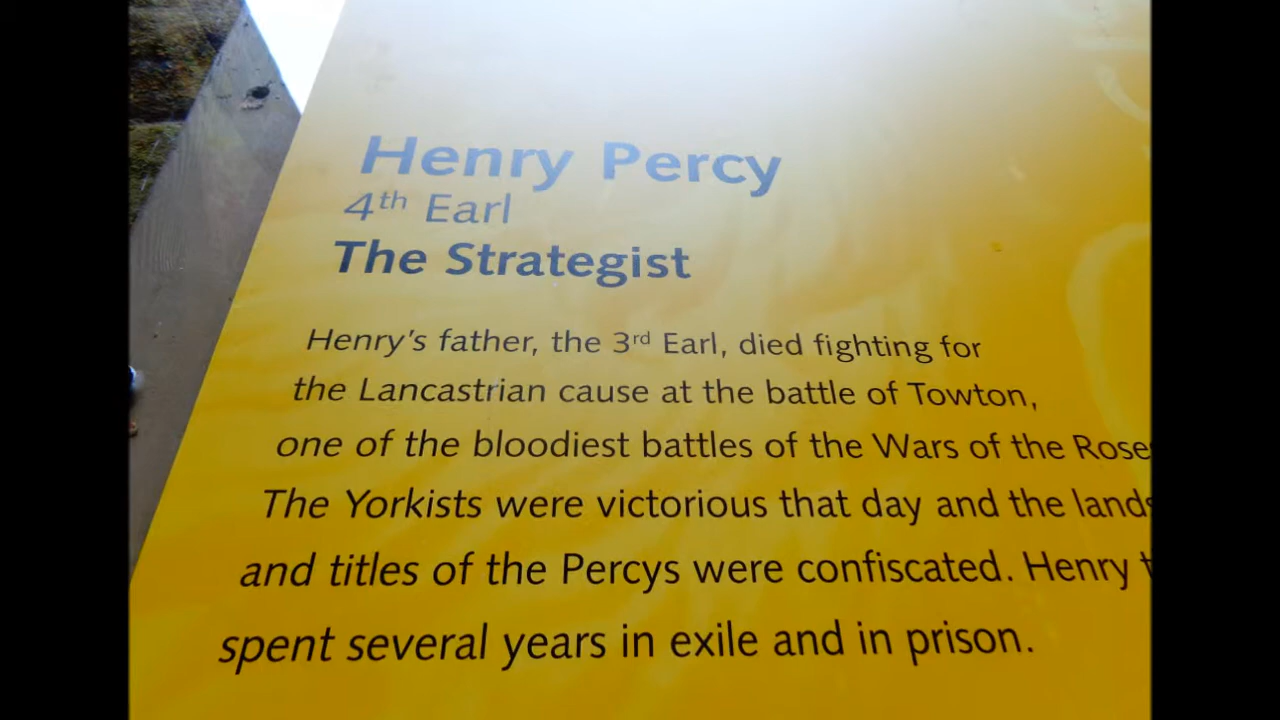 Henry Percy
4th Earl
The Strategist
Henry's father, the 3rd Earl, died fighting for
the Lancastrian cause at the battle of Towton,
one of the bloodiest battles of the Wars of the Rose
The Yorkists were victorious that day and the lands
and titles of the Percys were confiscated. Henry
spent several years in exile and in prison.